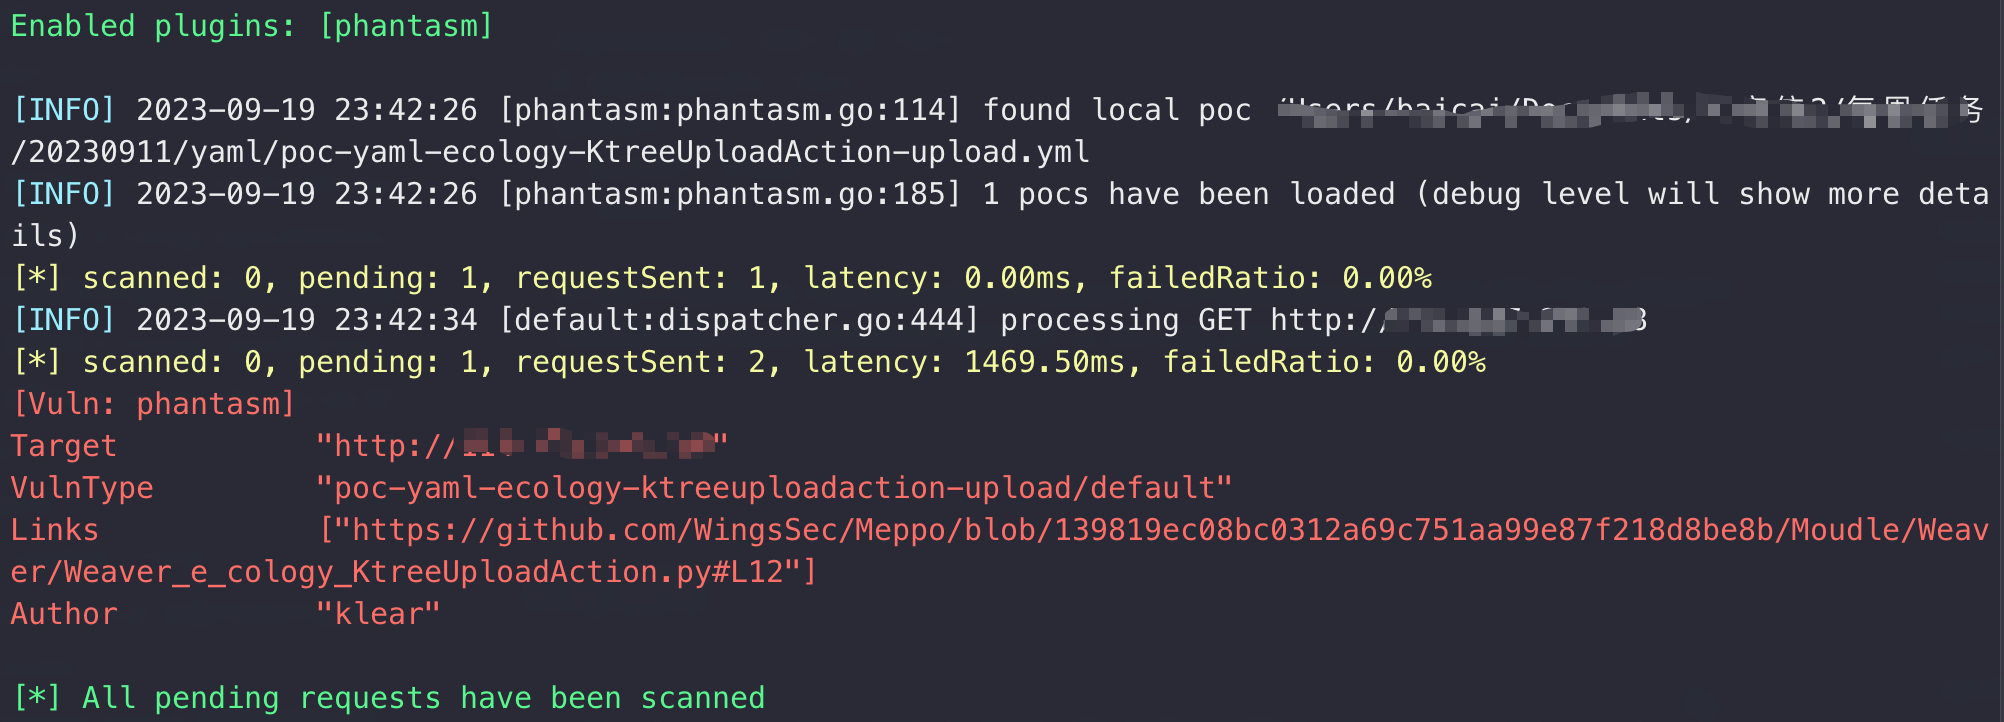 Enabled plugins: [phantasm]
[INFO] 2023-09-19 23:42:26 [phantasm:phantasm.go:114] found local poc
/20230911/yaml/poc-yaml-ecology-KtreeUploadAction-upload.yml
[INFO] 2023-09-19 23:42:26 [phantasm:phantasm.go:185] 1 pocs have been loaded (debug level will show more deta
ils)
[*] scanned: 0, pending: 1, requestSent: 1, latency: 0.00ms, failedRatio: 0.00%
[INFO] 2023-09-19 23:42:34 [default:dispatcher.go:444] processing GET http://
[*] scanned: 0, pending: 1, requestSent: 2, latency: 1469.50ms, failedRatio: 0.00%
[Vuln: phantasm]
Target "http://"
VulnType "poc-yaml-ecology-ktreeuploadaction-upload/default"
Links ["https://github.com/WingsSec/Meppo/blob/139819ec08bc0312a69c751aa99e87f218d8be8b/Moudle/Weav
er/Weaver_e_cology_KtreeUploadAction.py#L12"]
Author "klear"
[*] All pending requests have been scanned